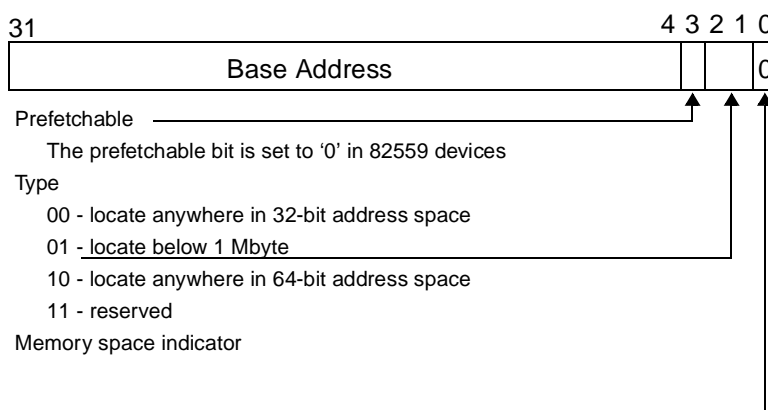 31 4 3 2 1 0
Base Address 0
Prefetchable
The prefetchable bit is set to ‘0’ in 82559 devices
Type
00 - locate anywhere in 32-bit address space
01 - locate below 1 Mbyte
10 - locate anywhere in 64-bit address space
11 - reserved
Memory space indicator